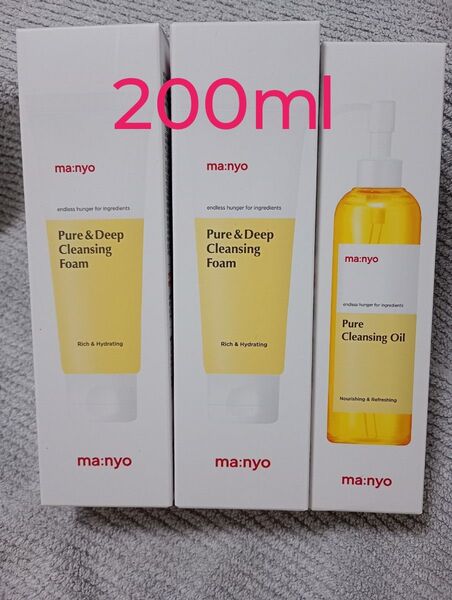 200ml
ma:nyo
endless hunger for ingredients
Pure & Deep
Cleansing
Foam
Rich & Hydrating
ma:nyo
ma:nyo
endless hunger for ingredients
Pure & Deep
Cleansing
Foam
Rich & Hydrating
ma:nyo
ma:nyo
endless hunger for ingredients
Pure
Cleansing Oil
Nourishing & Refreshing
ma:nyo